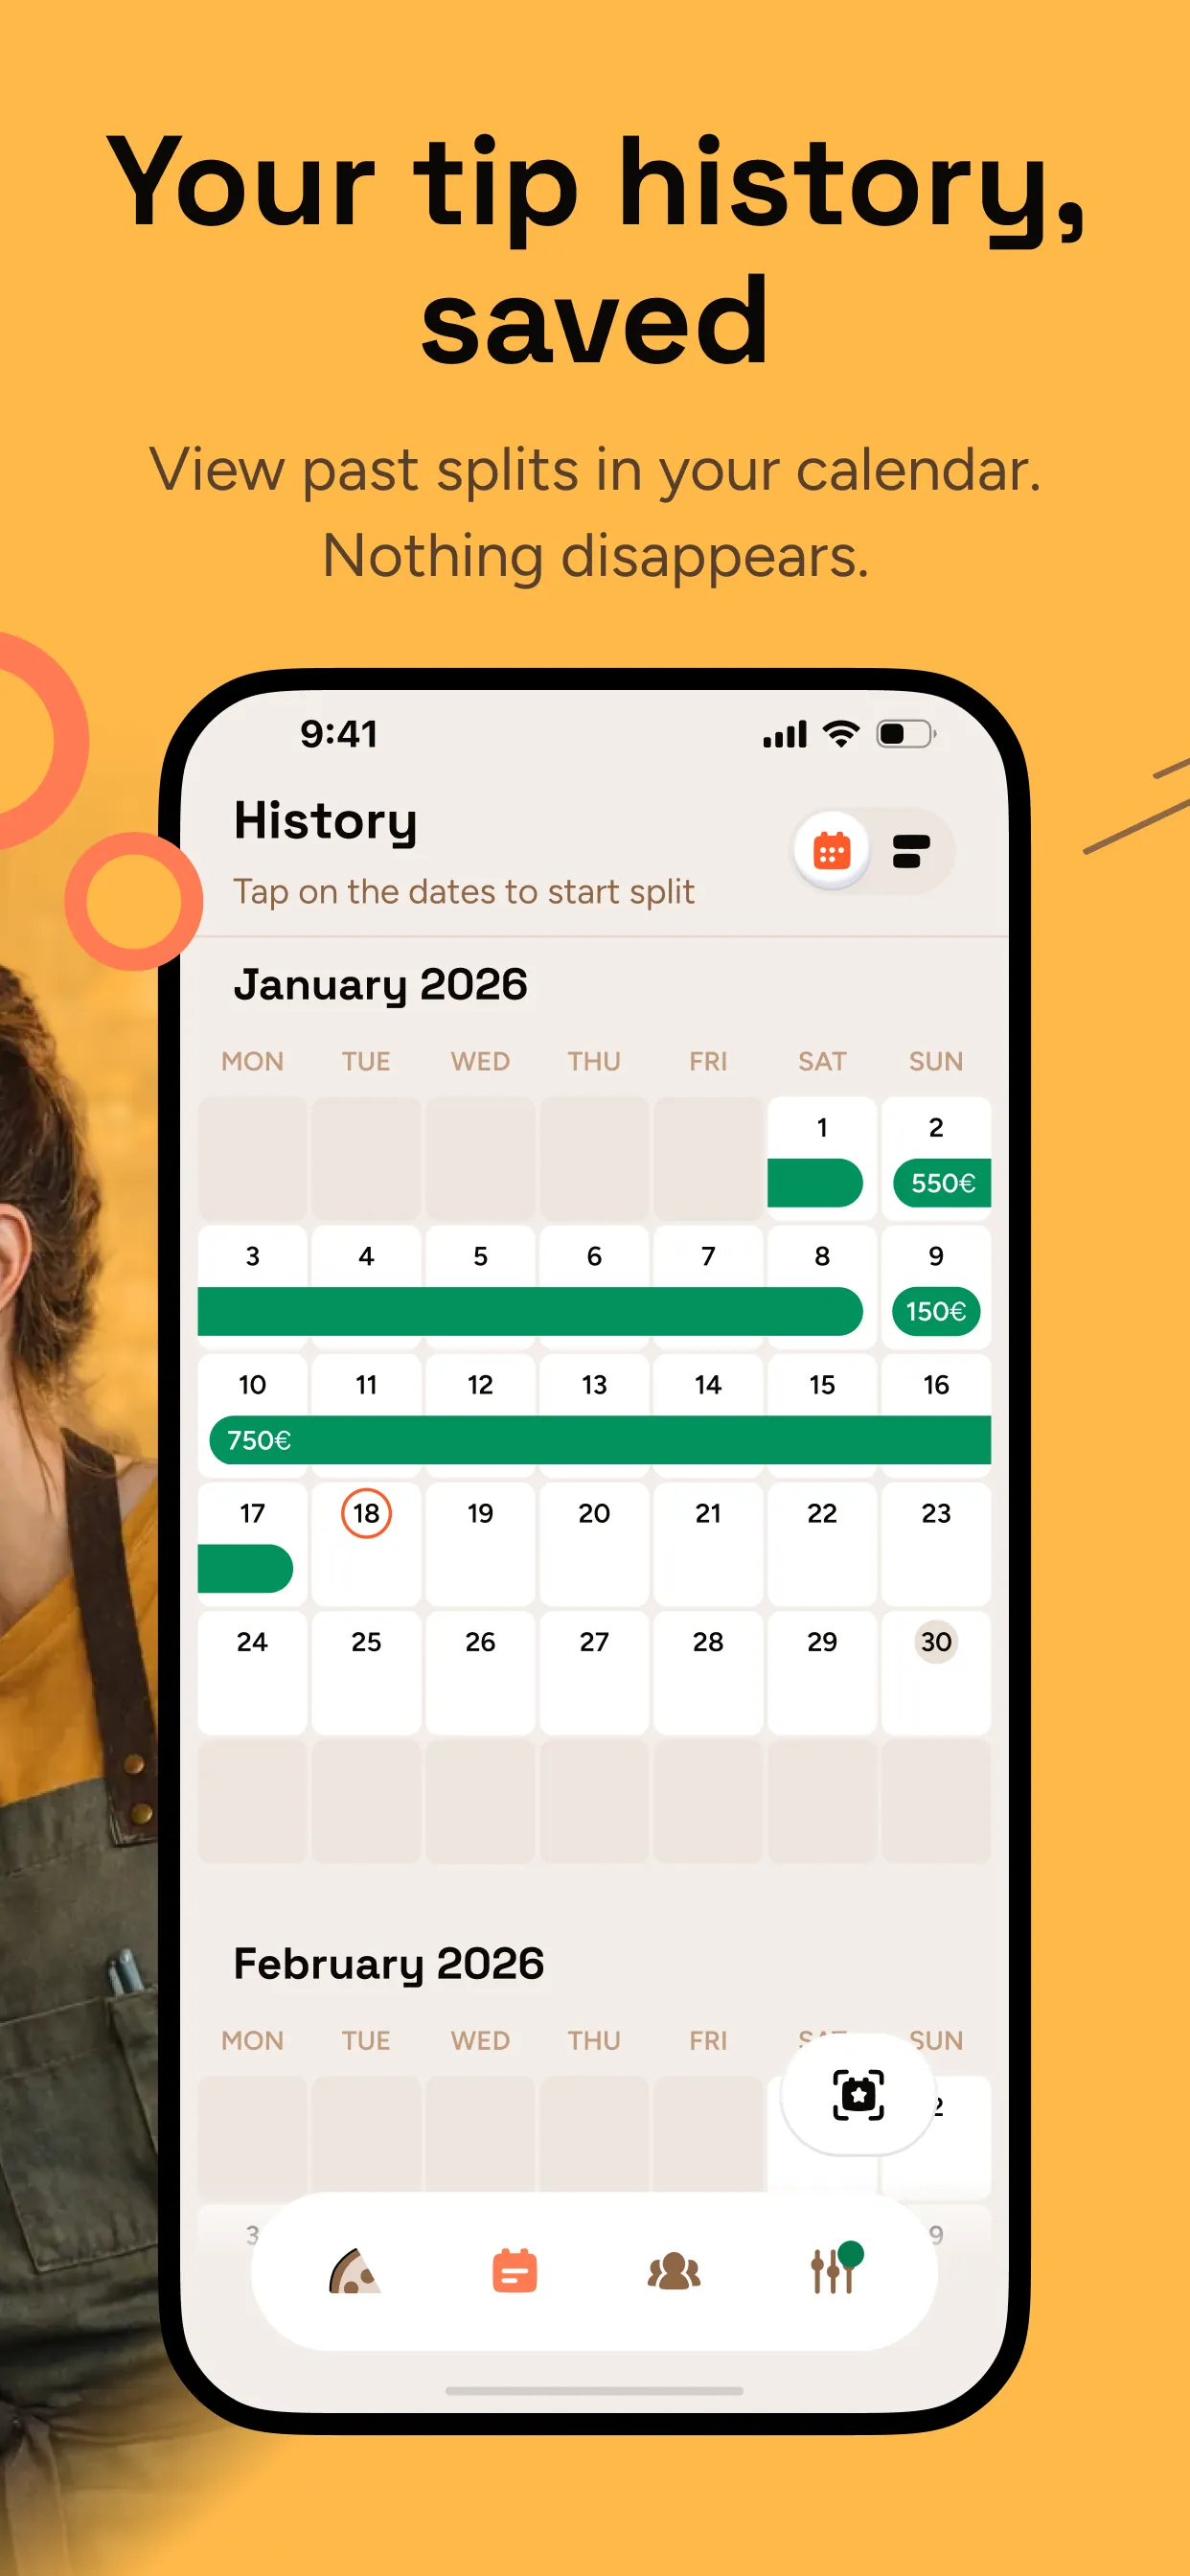 Your tip history,
saved
View past splits in your calendar.
Nothing disappears.
9:41
History
Tap on the dates to start split
January 2026
MON TUE WED THU FRI SAT SUN
1 2
550€
3 4 5 6 7 8 9
150€
10 11 12 13 14 15 16
750€
17 18 19 20 21 22 23
24 25 26 27 28 29 30
February 2026
MON TUE WED THU FRI SAT SUN
2
3 9